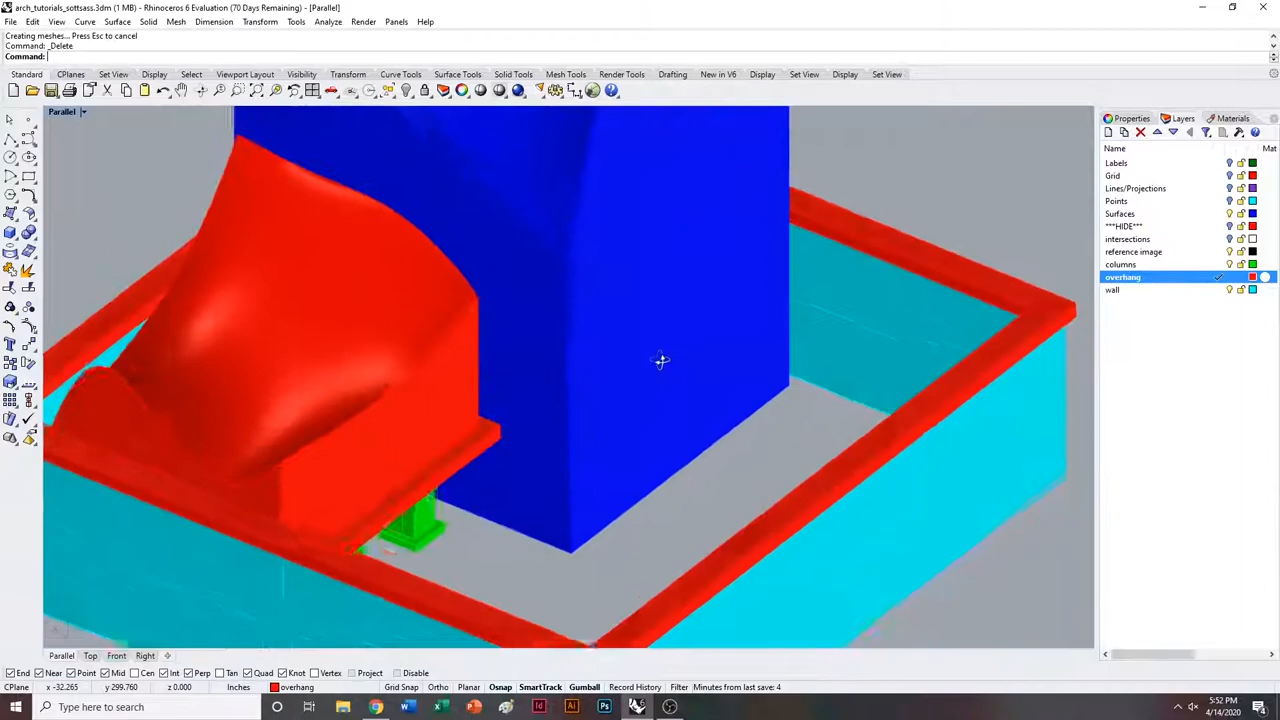 arch_tutorials_sottsass.3dm (1 MB) - Rhinoceros 6 Evaluation (70 Days Remaining) - [Parallel]
File Edit View Curve Surface Solid Mesh Dimension Transform Tools Analyze Render Panels Help
Creating meshes... Press Esc to cancel
Command: _Delete
Command:
Standard CPlanes Set View Display Select Viewport Layout Visibility Transform Curve Tools Surface Tools Solid Tools Mesh Tools Render Tools Drafting New in V6 Display Set View Display Set View
Parallel
Properties Layers Materials
Name Mat
Labels
Grid
Lines/Projections
Points
Surfaces
***HIDE***
intersections
reference image
columns
overhang
wall
Parallel Top Front Right
End Near Point Mid Cen Int Perp Tan Quad Knot Vertex Project Disable
CPlane x -32.265 y 299.760 z 0.000 Inches overhang Grid Snap Ortho Planar Osnap SmartTrack Gumball Record History Filter Minutes from last save: 4
Type here to search
5:52 PM
4/14/2020